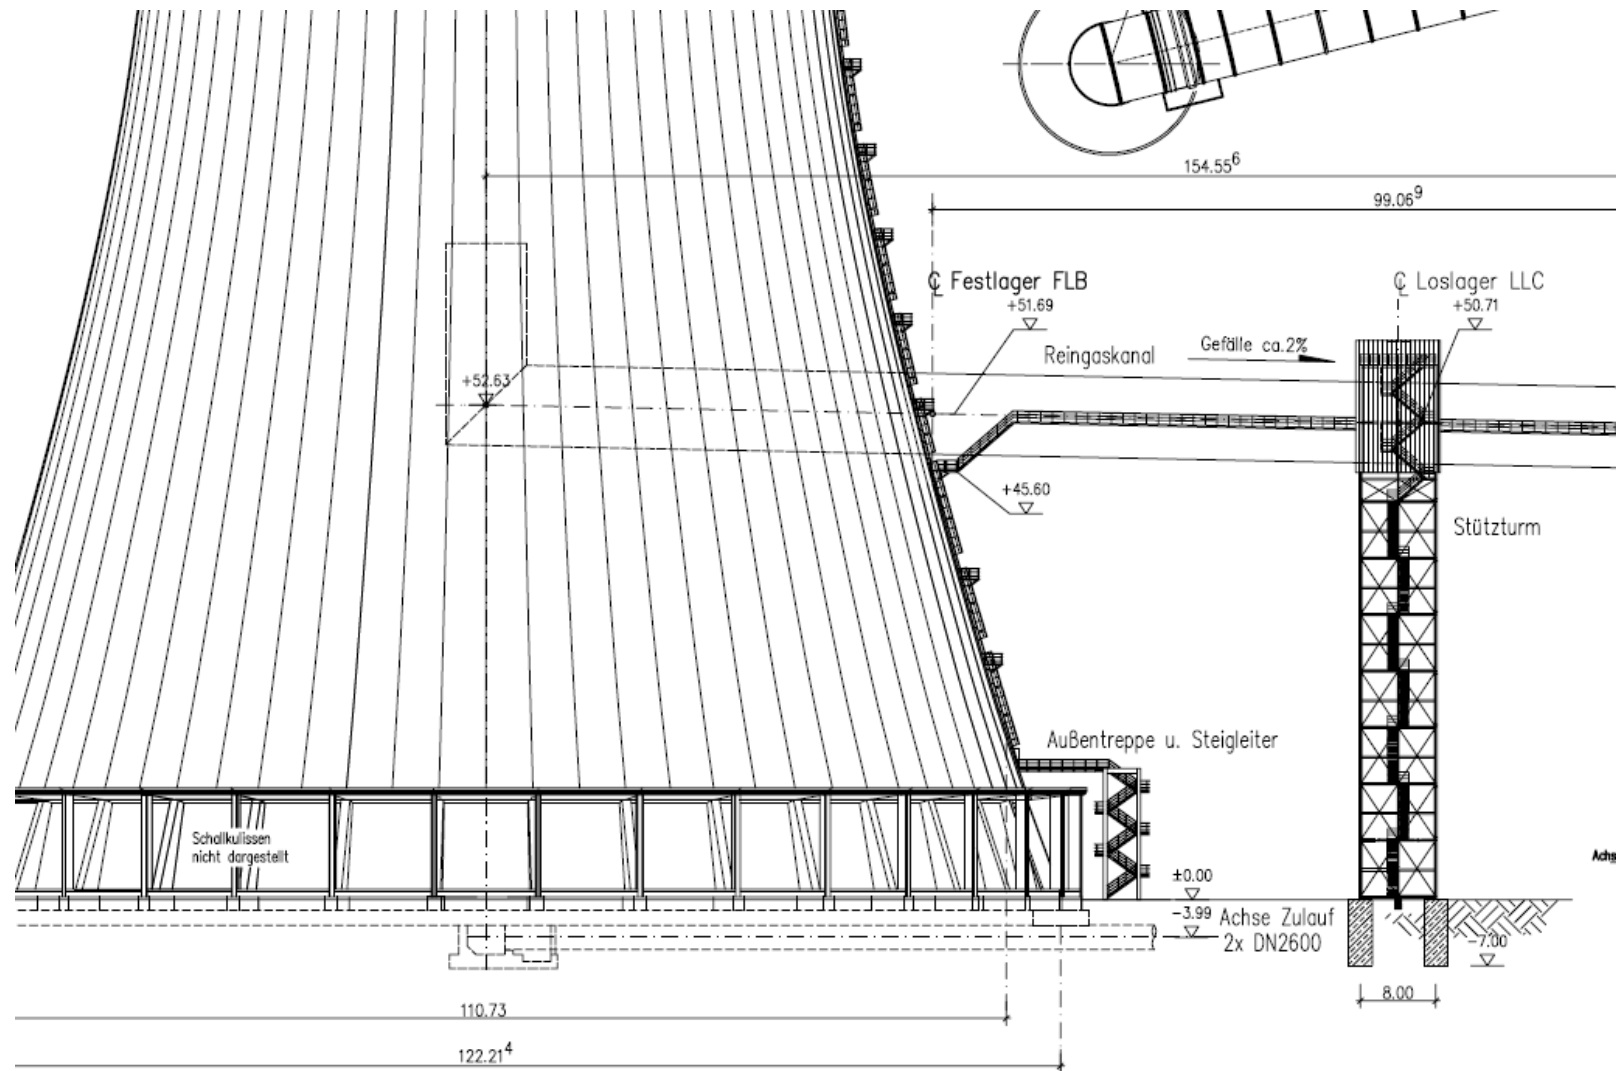 154.55⁶
99.06⁹
℄ Festlager FLB
+51.69
℄ Loslager LLC
+50.71
Reingaskanal
Gefälle ca.2%
+52.63
+45.60
Stützturm
Außentreppe u. Steigleiter
Schallkulissen
nicht dargestellt
±0.00
-3.99
Achse Zulauf
2x DN2600
-7.00
8.00
110.73
122.21⁴